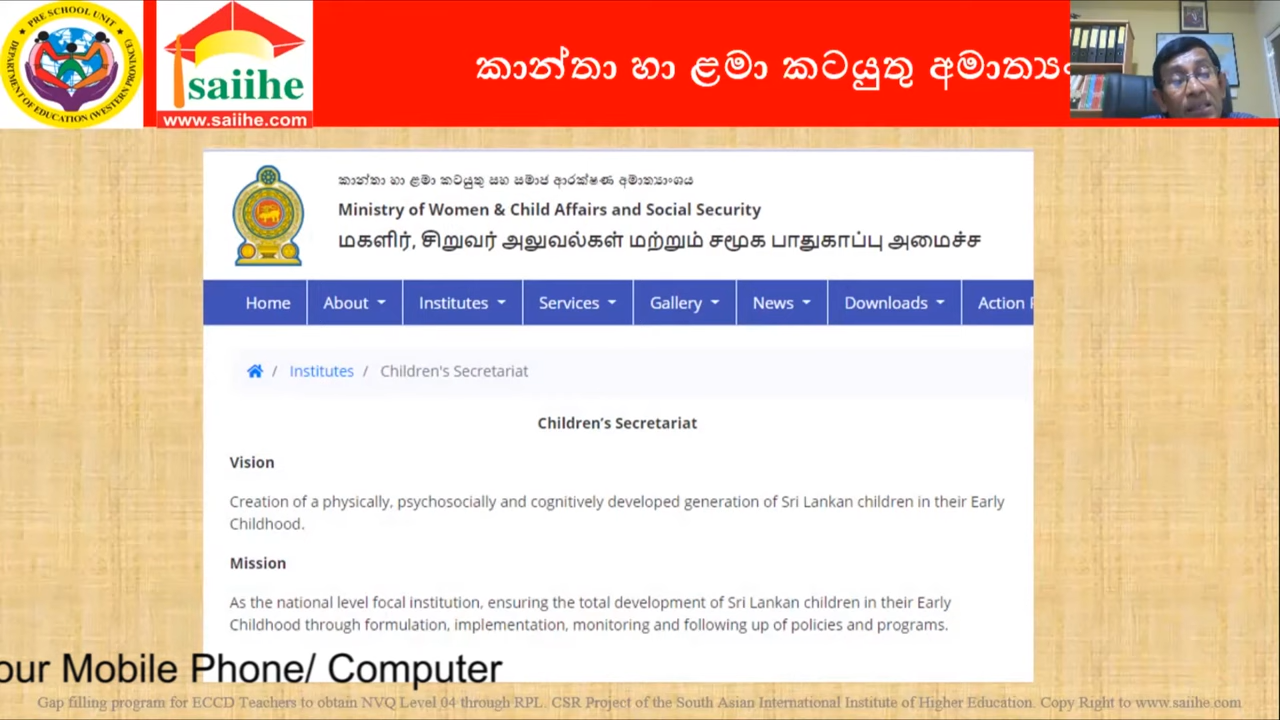 PRE SCHOOL UNIT
DEPARTMENT OF EDUCATION (WESTERN PROVINCE)
saiihe
www.saiihe.com
කාන්තා හා ළමා කටයුතු
කාන්තා හා ළමා කටයුතු සහ සමාජ ආරක්ෂණ අමාත්‍යාංශය
Ministry of Women & Child Affairs and Social Security
மகளிர், சிறுவர் அலுவல்கள் மற்றும் சமூக பாதுகாப்பு அமைச்ச
Home About Institutes Services Gallery News Downloads Action
/ Institutes / Children's Secretariat
Children’s Secretariat
Vision
Creation of a physically, psychosocially and cognitively developed generation of Sri Lankan children in their Early
Childhood.
Mission
As the national level focal institution, ensuring the total development of Sri Lankan children in their Early
Childhood through formulation, implementation, monitoring and following up of policies and programs.
our Mobile Phone/ Computer
Gap filling program for ECCD Teachers to obtain NVQ Level 04 through RPL. CSR Project of the South Asian International Institute of Higher Education. Copy Right to www.saiihe.com